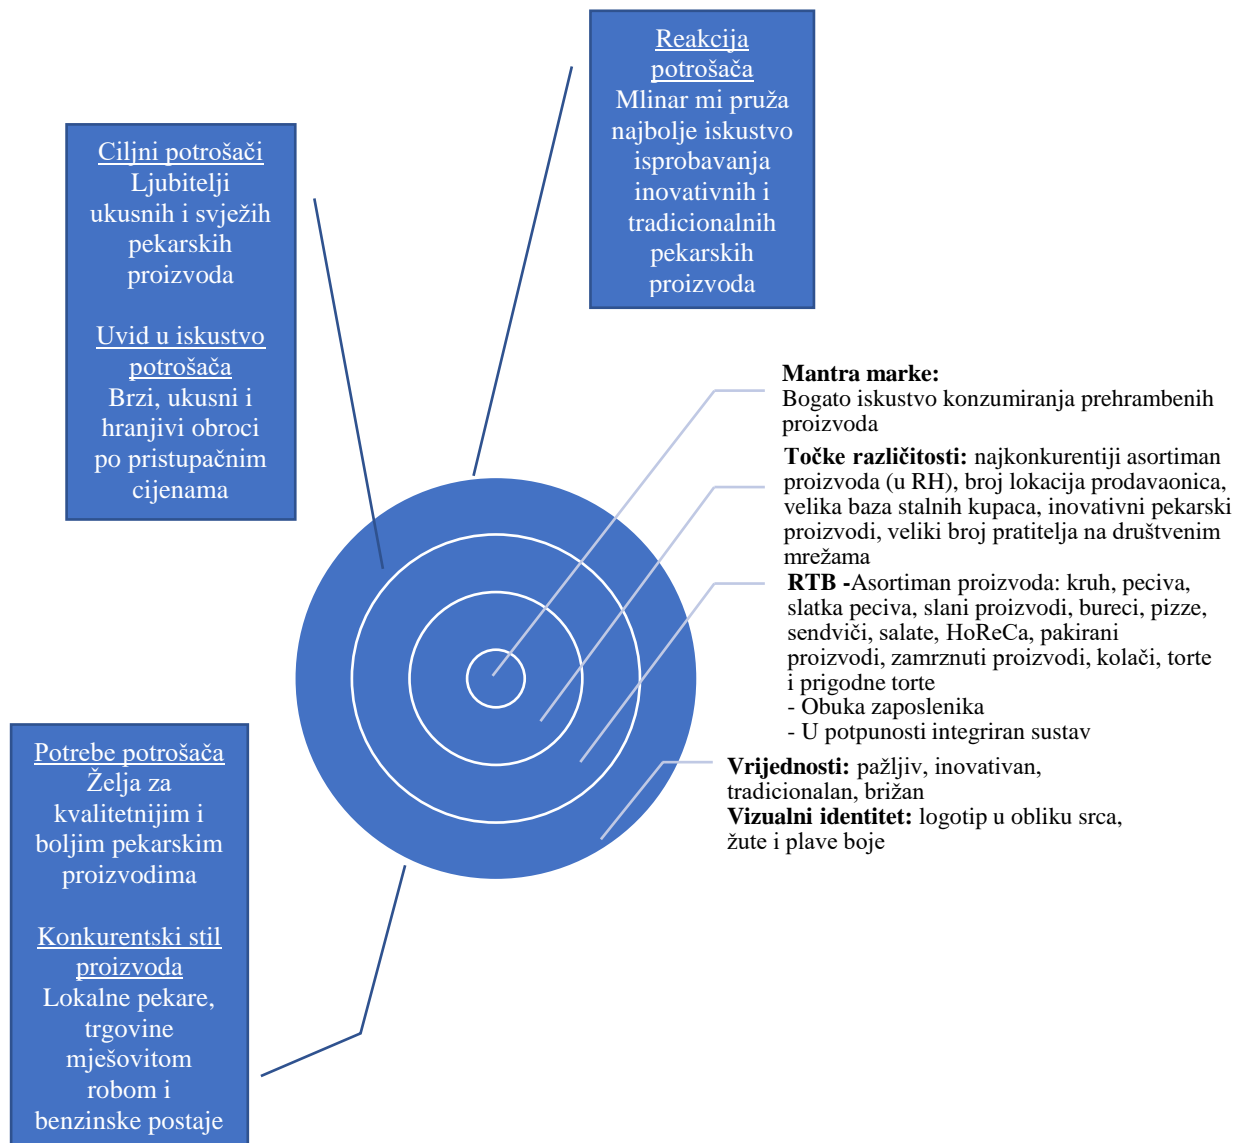 Reakcija
potrošača
Mlinar mi pruža
najbolje iskustvo
isprobavanja
inovativnih i
tradicionalnih
pekarskih
proizvoda
Ciljni potrošači
Ljubitelji
ukusnih i svježih
pekarskih
proizvoda
Uvid u iskustvo
potrošača
Brzi, ukusni i
hranjivi obroci
po pristupačnim
cijenama
Mantra marke:
Bogato iskustvo konzumiranja prehrambenih
proizvoda
Točke različitosti: najkonkurentiji asortiman
proizvoda (u RH), broj lokacija prodavaonica,
velika baza stalnih kupaca, inovativni pekarski
proizvodi, veliki broj pratitelja na društvenim
mrežama
RTB -Asortiman proizvoda: kruh, peciva,
slatka peciva, slani proizvodi, bureci, pizze,
sendviči, salate, HoReCa, pakirani
proizvodi, zamrznuti proizvodi, kolači, torte
i prigodne torte
- Obuka zaposlenika
- U potpunosti integriran sustav
Vrijednosti: pažljiv, inovativan,
tradicionalan, brižan
Vizualni identitet: logotip u obliku srca,
žute i plave boje
Potrebe potrošača
Želja za
kvalitetnijim i
boljim pekarskim
proizvodima
Konkurentski stil
proizvoda
Lokalne pekare,
trgovine
mješovitom
robom i
benzinske postaje